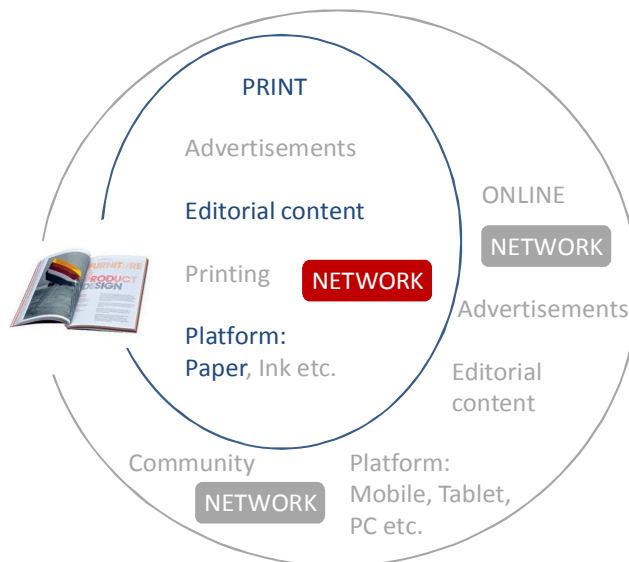 PRINT
Advertisements
Editorial content
Printing
NETWORK
Platform:
Paper, Ink etc.
ONLINE
NETWORK
Advertisements
Editorial
content
Community
NETWORK
Platform:
Mobile, Tablet,
PC etc.
FURNITVRE
PRODUCT
DESIGN